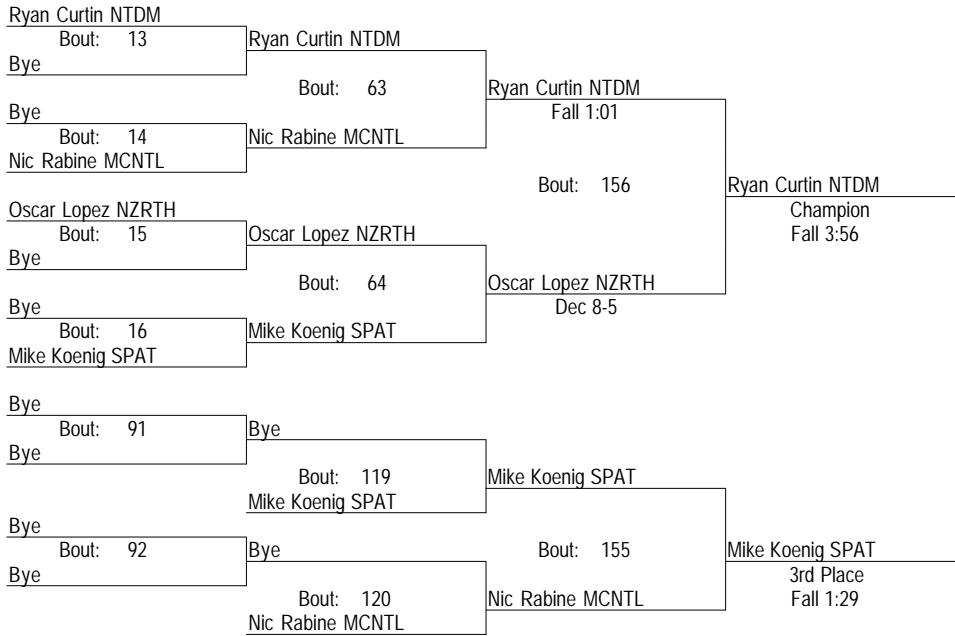 Ryan Curtin NTDM
Bout: 13
Ryan Curtin NTDM
Bye
Bout: 63
Ryan Curtin NTDM
Bye
Fall 1:01
Bout: 14
Nic Rabine MCNTL
Nic Rabine MCNTL
Bout: 156
Ryan Curtin NTDM
Oscar Lopez NZRTH
Champion
Bout: 15
Oscar Lopez NZRTH
Fall 3:56
Bye
Bout: 64
Oscar Lopez NZRTH
Bye
Dec 8-5
Bout: 16
Mike Koenig SPAT
Mike Koenig SPAT
Bye
Bout: 91
Bye
Bye
Bout: 119
Mike Koenig SPAT
Mike Koenig SPAT
Bye
Bout: 92
Bye
Bout: 155
Mike Koenig SPAT
Bye
3rd Place
Bout: 120
Nic Rabine MCNTL
Fall 1:29
Nic Rabine MCNTL